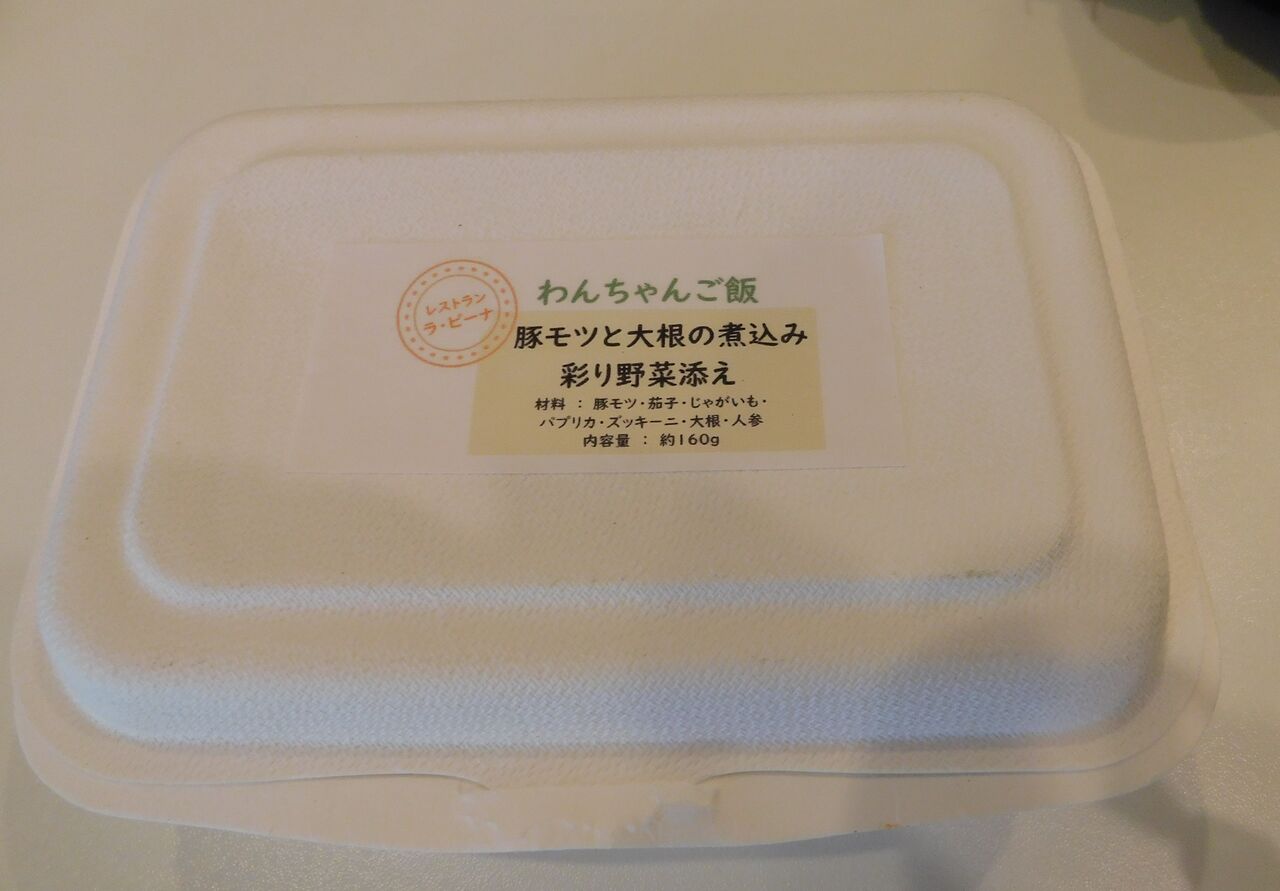 レストラン
ラ・ビーナ
わんちゃんご飯
豚モツと大根の煮込み
彩り野菜添え
材料 : 豚モツ・茄子・じゃがいも・
パプリカ・ズッキーニ・大根・人参
内容量 : 約160g